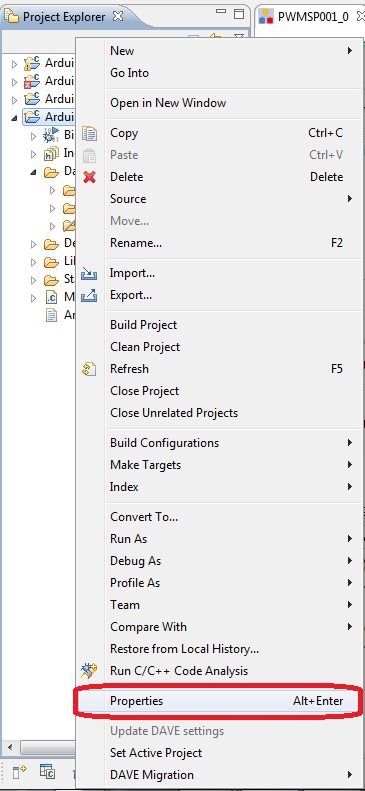 Project Explorer
PWMSP001_0
Ardui
Ardui
Ardui
Ardui
Bi
In
Da
De
Lil
Sta
M
Ar
New
Go Into
Open in New Window
Copy Ctrl+C
Paste Ctrl+V
Delete Delete
Source
Move...
Rename... F2
Import...
Export...
Build Project
Clean Project
Refresh F5
Close Project
Close Unrelated Projects
Build Configurations
Make Targets
Index
Convert To...
Run As
Debug As
Profile As
Team
Compare With
Restore from Local History...
Run C/C++ Code Analysis
Properties Alt+Enter
Update DAVE settings
Set Active Project
DAVE Migration